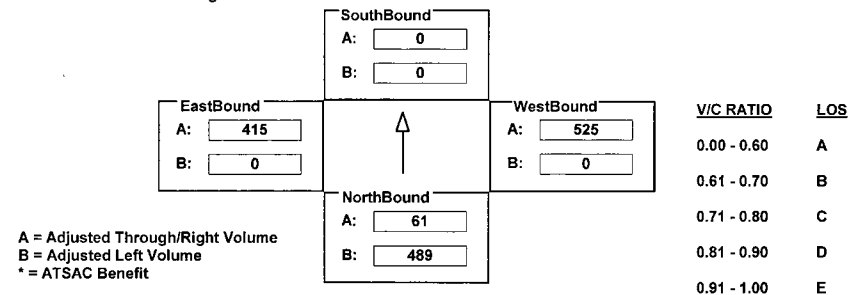 SouthBound
A: 0
B: 0
EastBound
A: 415
B: 0
WestBound
A: 525
B: 0
NorthBound
A: 61
B: 489
A = Adjusted Through/Right Volume
B = Adjusted Left Volume
* = ATSAC Benefit
V/C RATIO LOS
0.00 - 0.60 A
0.61 - 0.70 B
0.71 - 0.80 C
0.81 - 0.90 D
0.91 - 1.00 E